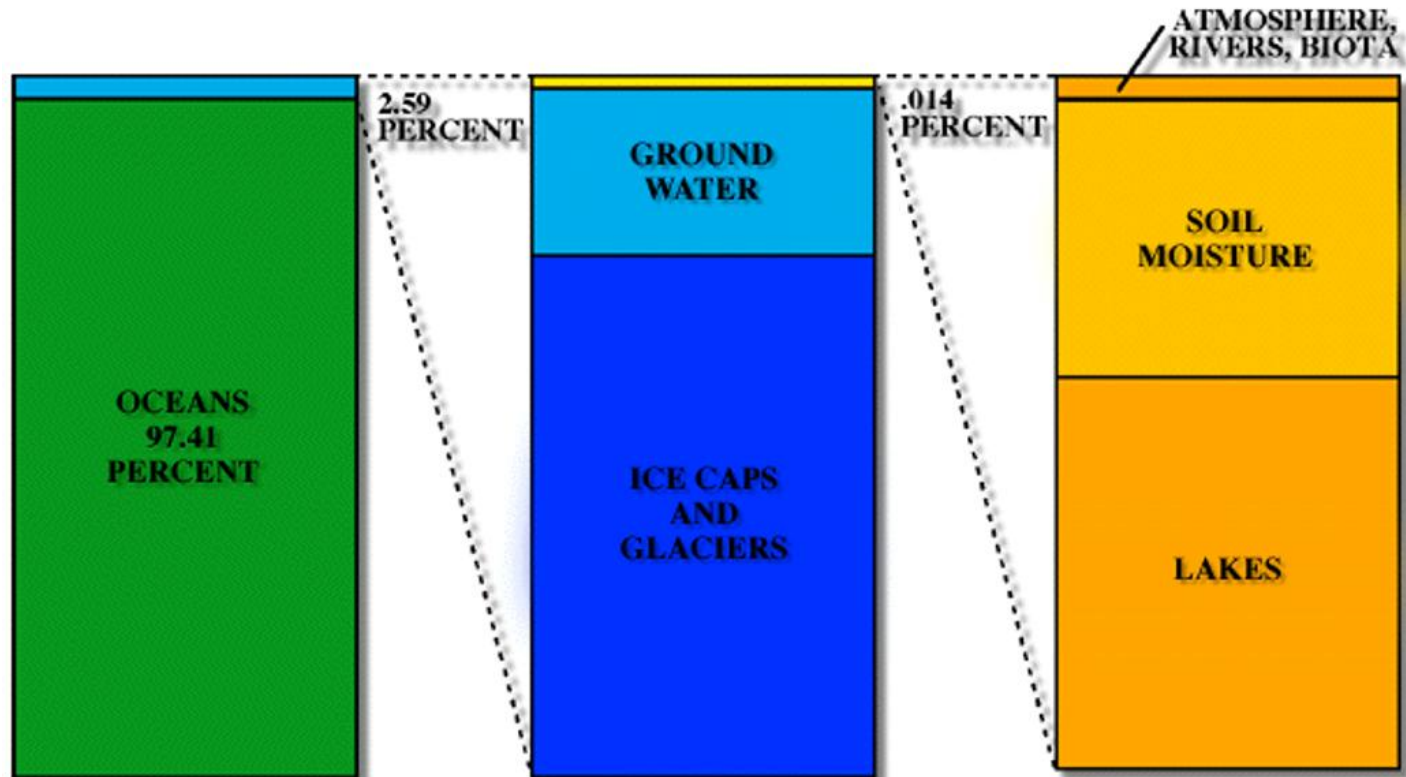 OCEANS
97.41
PERCENT
2.59
PERCENT
GROUND
WATER
ICE CAPS
AND
GLACIERS
.014
PERCENT
ATMOSPHERE,
RIVERS, BIOTA
SOIL
MOISTURE
LAKES